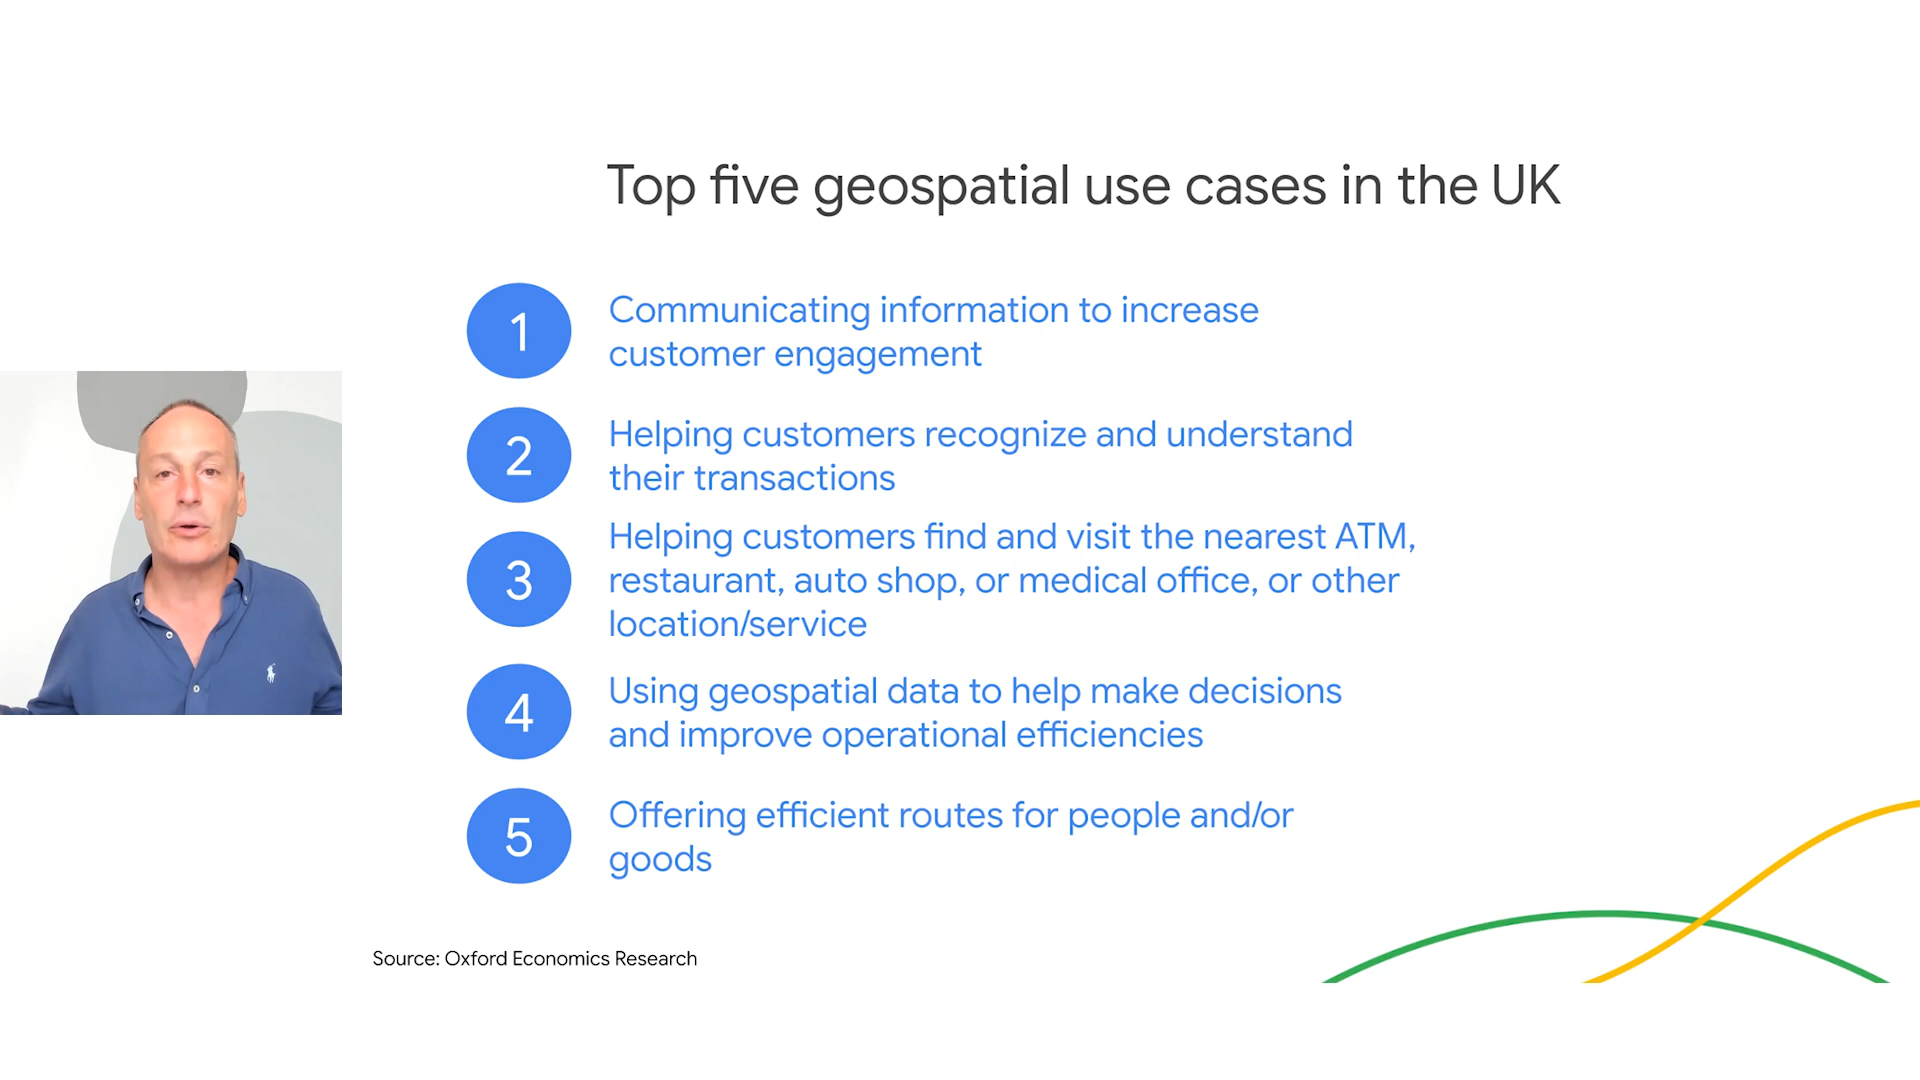 Top five geospatial use cases in the UK
1
Communicating information to increase
customer engagement
2
Helping customers recognize and understand
their transactions
3
Helping customers find and visit the nearest ATM,
restaurant, auto shop, or medical office, or other
location/service
4
Using geospatial data to help make decisions
and improve operational efficiencies
5
Offering efficient routes for people and/or
goods
Source: Oxford Economics Research